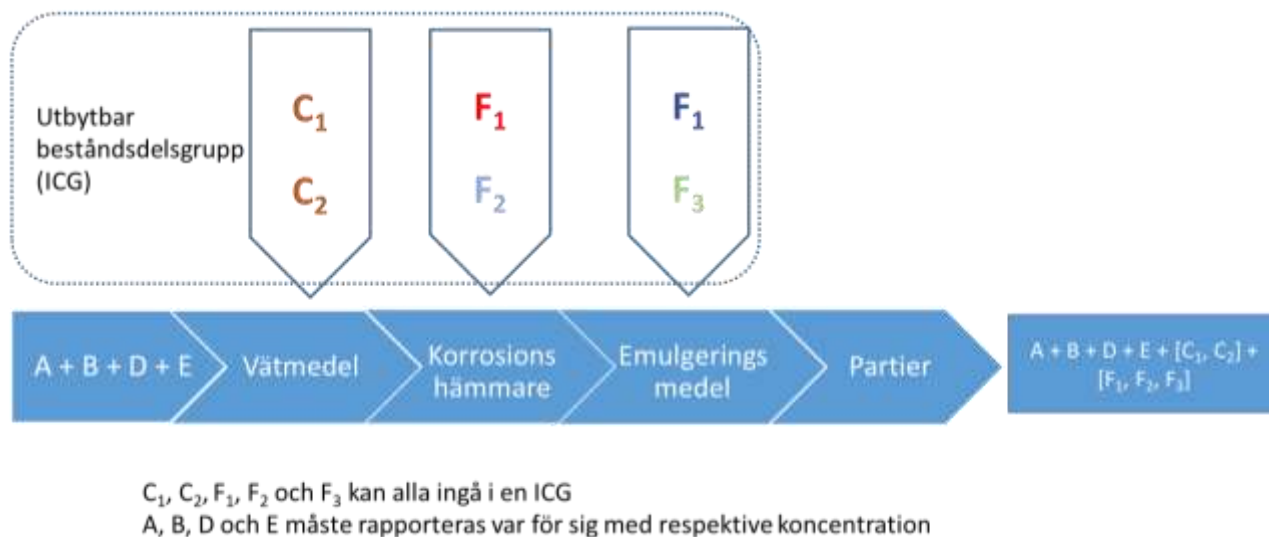 Utbytbar
beståndsdelsgrupp
(ICG)
C₁
C₂
F₁
F₂
F₁
F₃
A + B + D + E
Vätmedel
Korrosions
hämmare
Emulgerings
medel
Partier
A + B + D + E + [C₁, C₂] +
[F₁, F₂, F₃]
C₁, C₂, F₁, F₂ och F₃ kan alla ingå i en ICG
A, B, D och E måste rapporteras var för sig med respektive koncentration